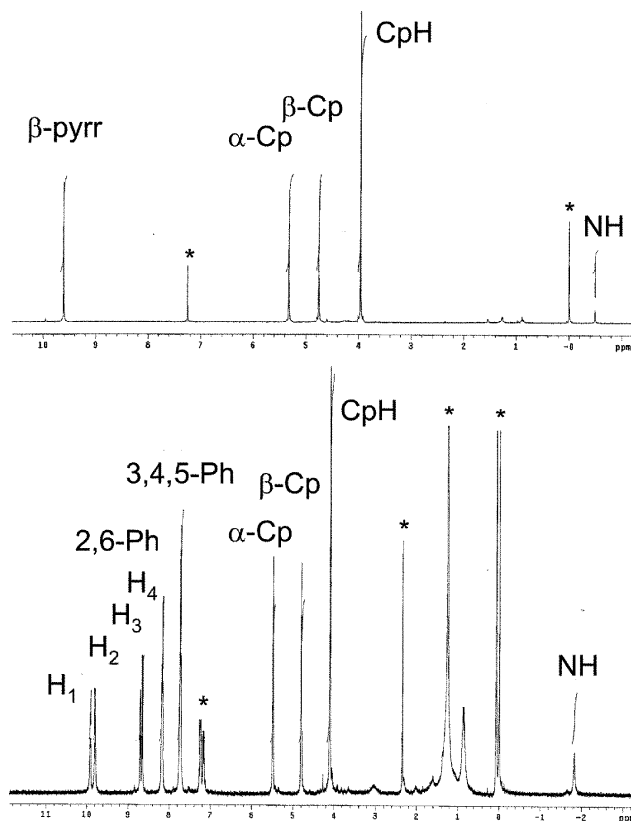 CpH
β-Cp
β-pyrr
α-Cp
*
*
NH
10 9 8 7 6 5 4 3 2 1 -0 ppm
CpH
*
*
3,4,5-Ph
β-Cp
2,6-Ph
α-Cp
*
H4
H3
H2
NH
H1
*
11 10 9 8 7 6 5 4 3 2 1 0 -1 -2 ppm